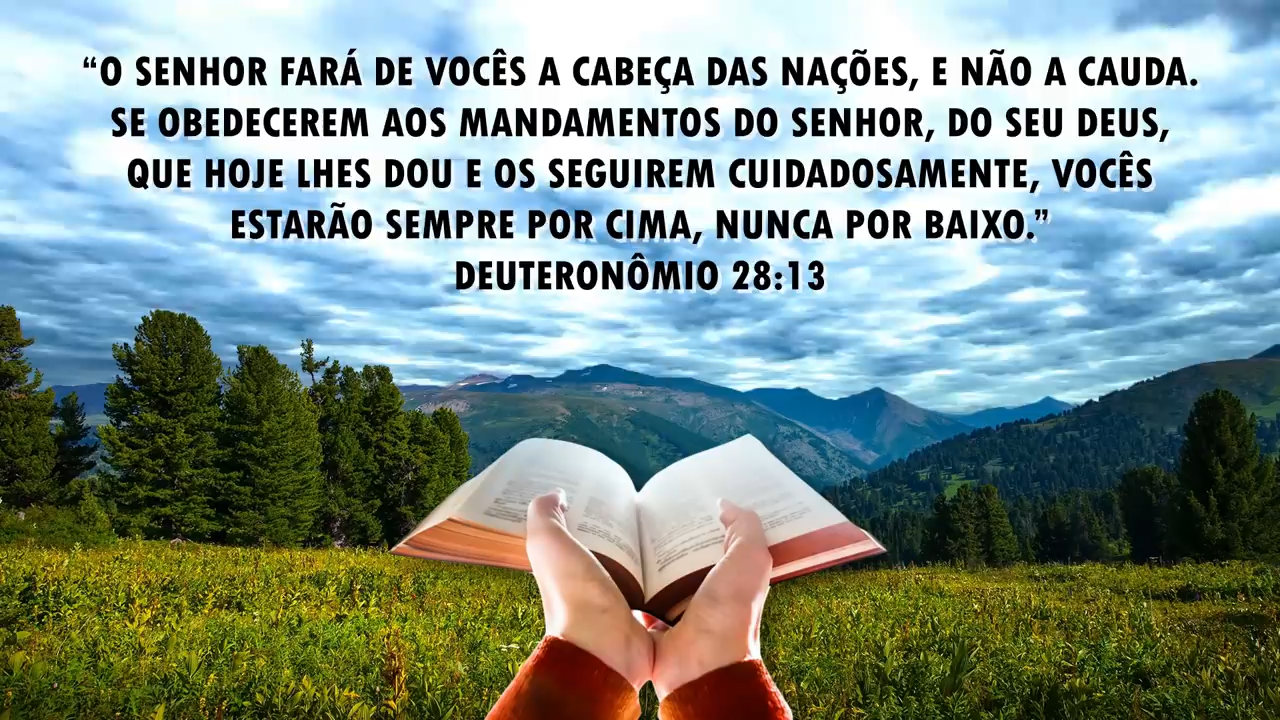 “O SENHOR FARÁ DE VOCÊS A CABEÇA DAS NAÇÕES, E NÃO A CAUDA.
SE OBEDECEREM AOS MANDAMENTOS DO SENHOR, DO SEU DEUS,
QUE HOJE LHES DOU E OS SEGUIREM CUIDADOSAMENTE, VOCÊS
ESTARÃO SEMPRE POR CIMA, NUNCA POR BAIXO.”
DEUTERONÔMIO 28:13